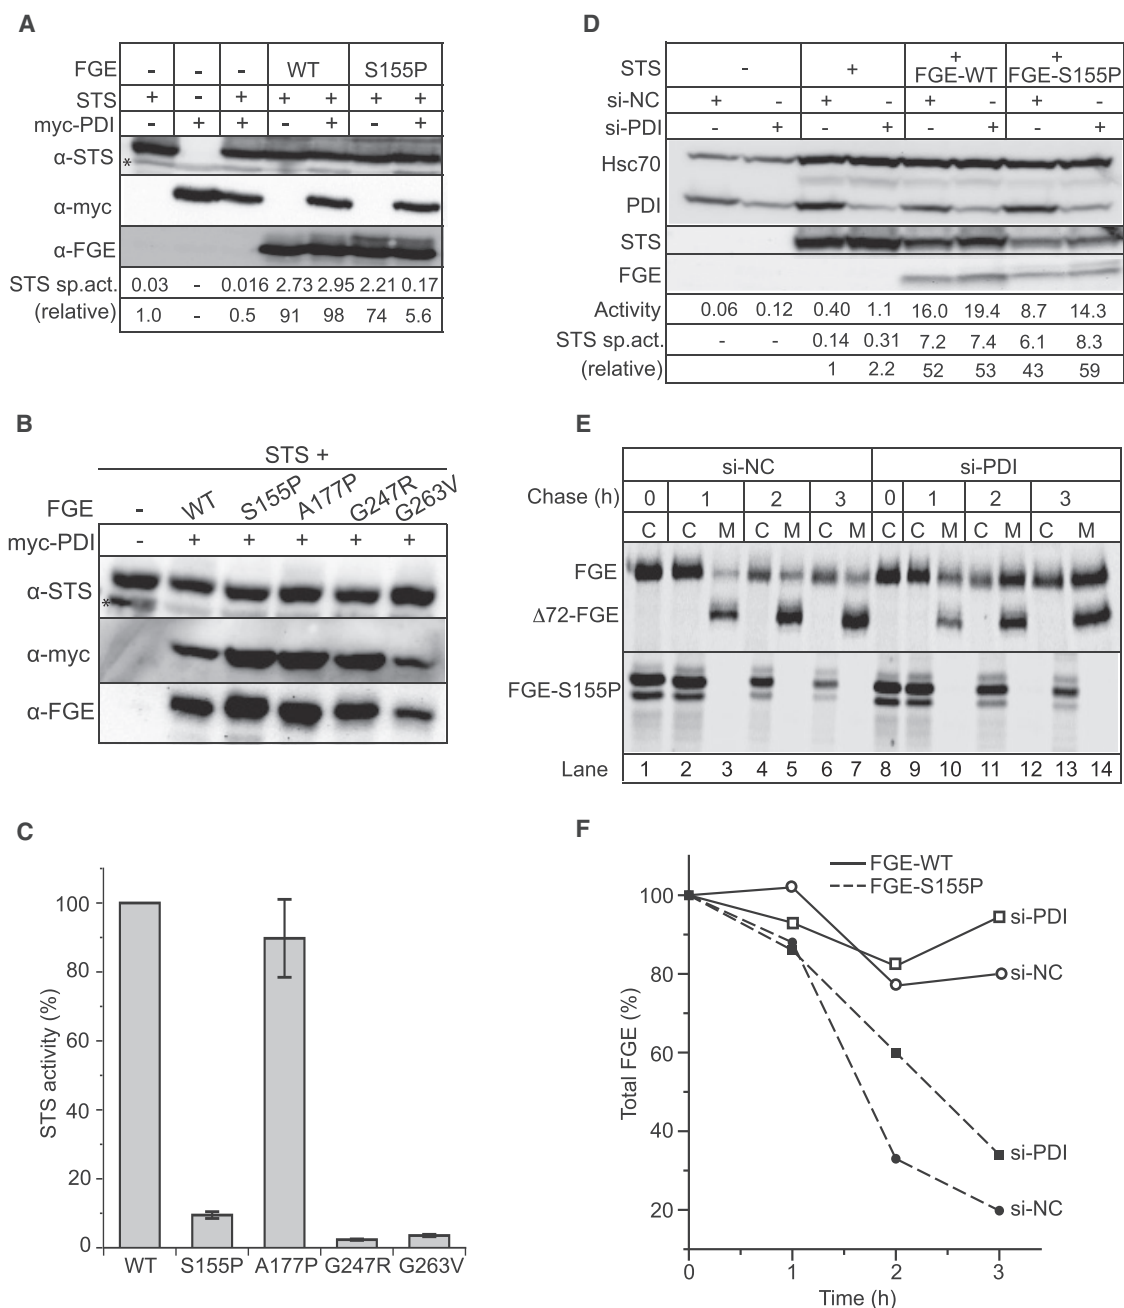 A
FGE - - - WT S155P
STS + - + + + + +
myc-PDI - + + - + - +
α-STS
*
α-myc
α-FGE
STS sp.act. 0.03 - 0.016 2.73 2.95 2.21 0.17
(relative) 1.0 - 0.5 91 98 74 5.6
B
STS +
FGE - WT S155P A177P G247R G263V
myc-PDI - + + + + +
α-STS
*
α-myc
α-FGE
C
STS activity (%)
100
80
60
40
20
0
WT S155P A177P G247R G263V
D
STS - + + FGE-WT + FGE-S155P
si-NC + - + - + - + -
si-PDI - + - + - + - +
Hsc70
PDI
STS
FGE
Activity 0.06 0.12 0.40 1.1 16.0 19.4 8.7 14.3
STS sp.act. - - 0.14 0.31 7.2 7.4 6.1 8.3
(relative) 1 2.2 52 53 43 59
E
si-NC si-PDI
Chase (h) 0 1 2 3 0 1 2 3
C C M C M C M C C M C M C M
FGE
Δ72-FGE
FGE-S155P
Lane 1 2 3 4 5 6 7 8 9 10 11 12 13 14
F
FGE-WT
FGE-S155P
Total FGE (%)
100
80
60
40
20
si-PDI
si-NC
si-PDI
si-NC
0 1 2 3
Time (h)